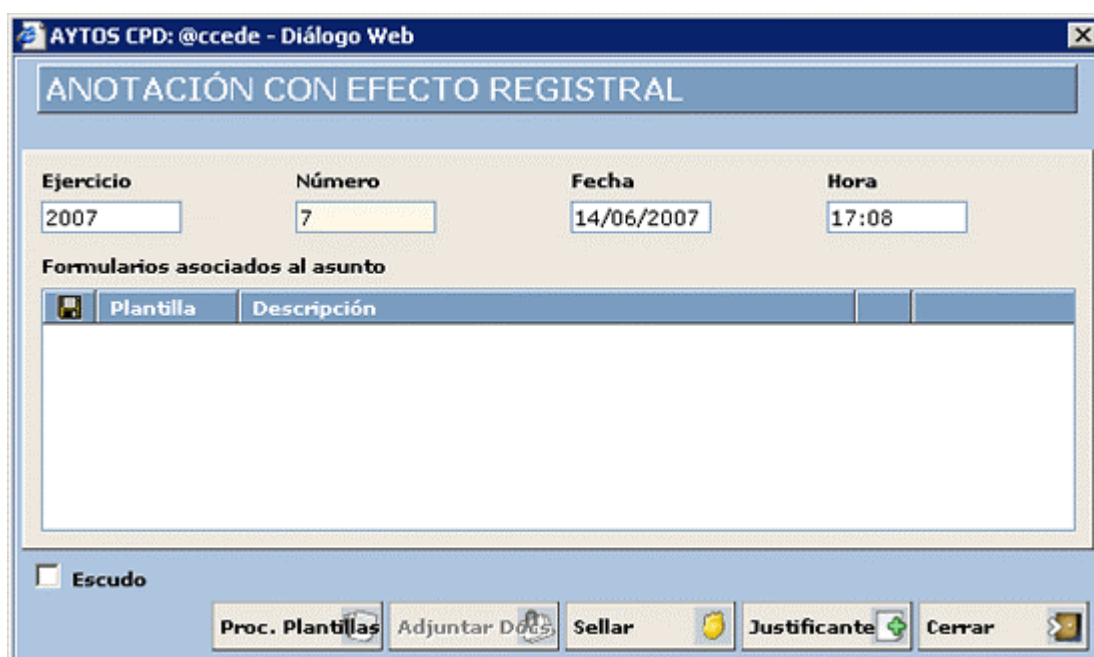 AYTOS CPD: @ccede - Diálogo Web
ANOTACIÓN CON EFECTO REGISTRAL
Ejercicio Número Fecha Hora
2007 7 14/06/2007 17:08
Formularios asociados al asunto
Plantilla Descripción
Escudo
Proc. Plantillas Adjuntar Docs. Sellar Justificante Cerrar